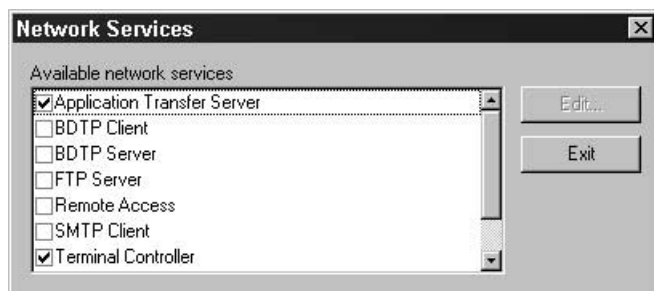 Network Services
Available network services
Application Transfer Server
Edit...
BDTP Client
BDTP Server
Exit
FTP Server
Remote Access
SMTP Client
Terminal Controller